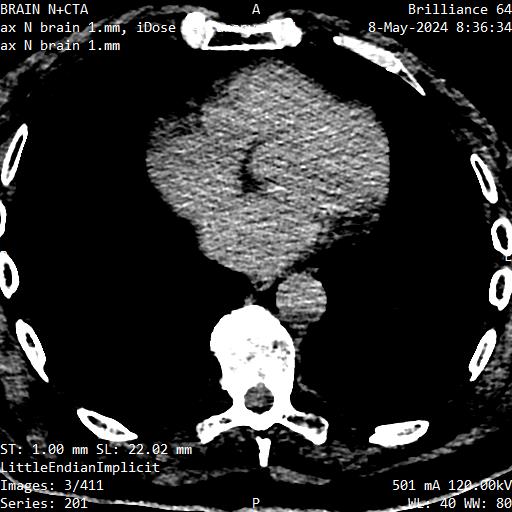 BRAIN N+CTA
ax N brain 1.mm, iDose
ax N brain 1.mm
A
Brilliance 64
8-May-2024 8:36:34
L
ST: 1.00 mm SL: 22.02 mm
LittleEndianImplicit
Images: 3/411
Series: 201
P
501 mA 120.00kV
WL: 40 WW: 80